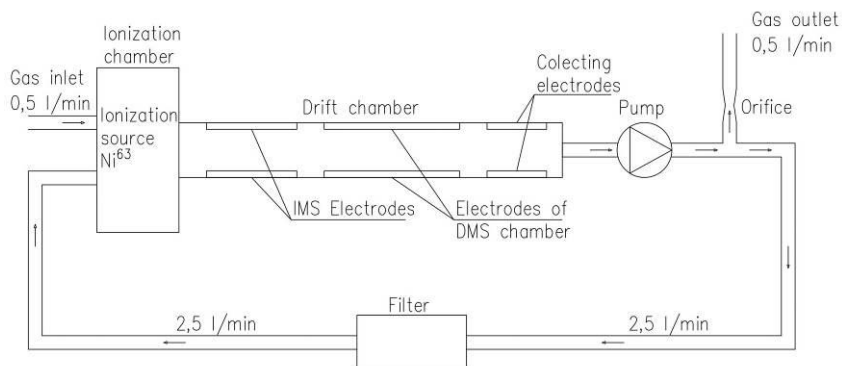 Ionization
chamber
Gas inlet
0,5 l/min
Ionization
source
Ni63
Drift chamber
Colecting
electrodes
Pump
Gas outlet
0,5 l/min
Orifice
IMS Electrodes
Electrodes of
DMS chamber
2,5 l/min
Filter
2,5 l/min